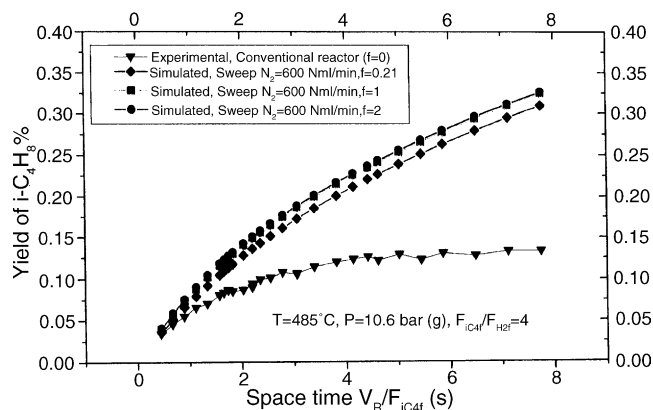 0 2 4 6 8
0.40 0.40
Experimental, Conventional reactor (f=0)
Simulated, Sweep N₂=600 Nml/min,f=0.21
Simulated, Sweep N₂=600 Nml/min,f=1
Simulated, Sweep N₂=600 Nml/min,f=2
0.35 0.35
0.30 0.30
0.25 0.25
0.20 0.20
0.15 0.15
0.10 0.10
0.05 0.05
0.00 0.00
Yield of i-C₄H₈%
T=485°C, P=10.6 bar (g), F_iC4f/F_H2f=4
0 2 4 6 8
Space time V_R/F_iC4f (s)